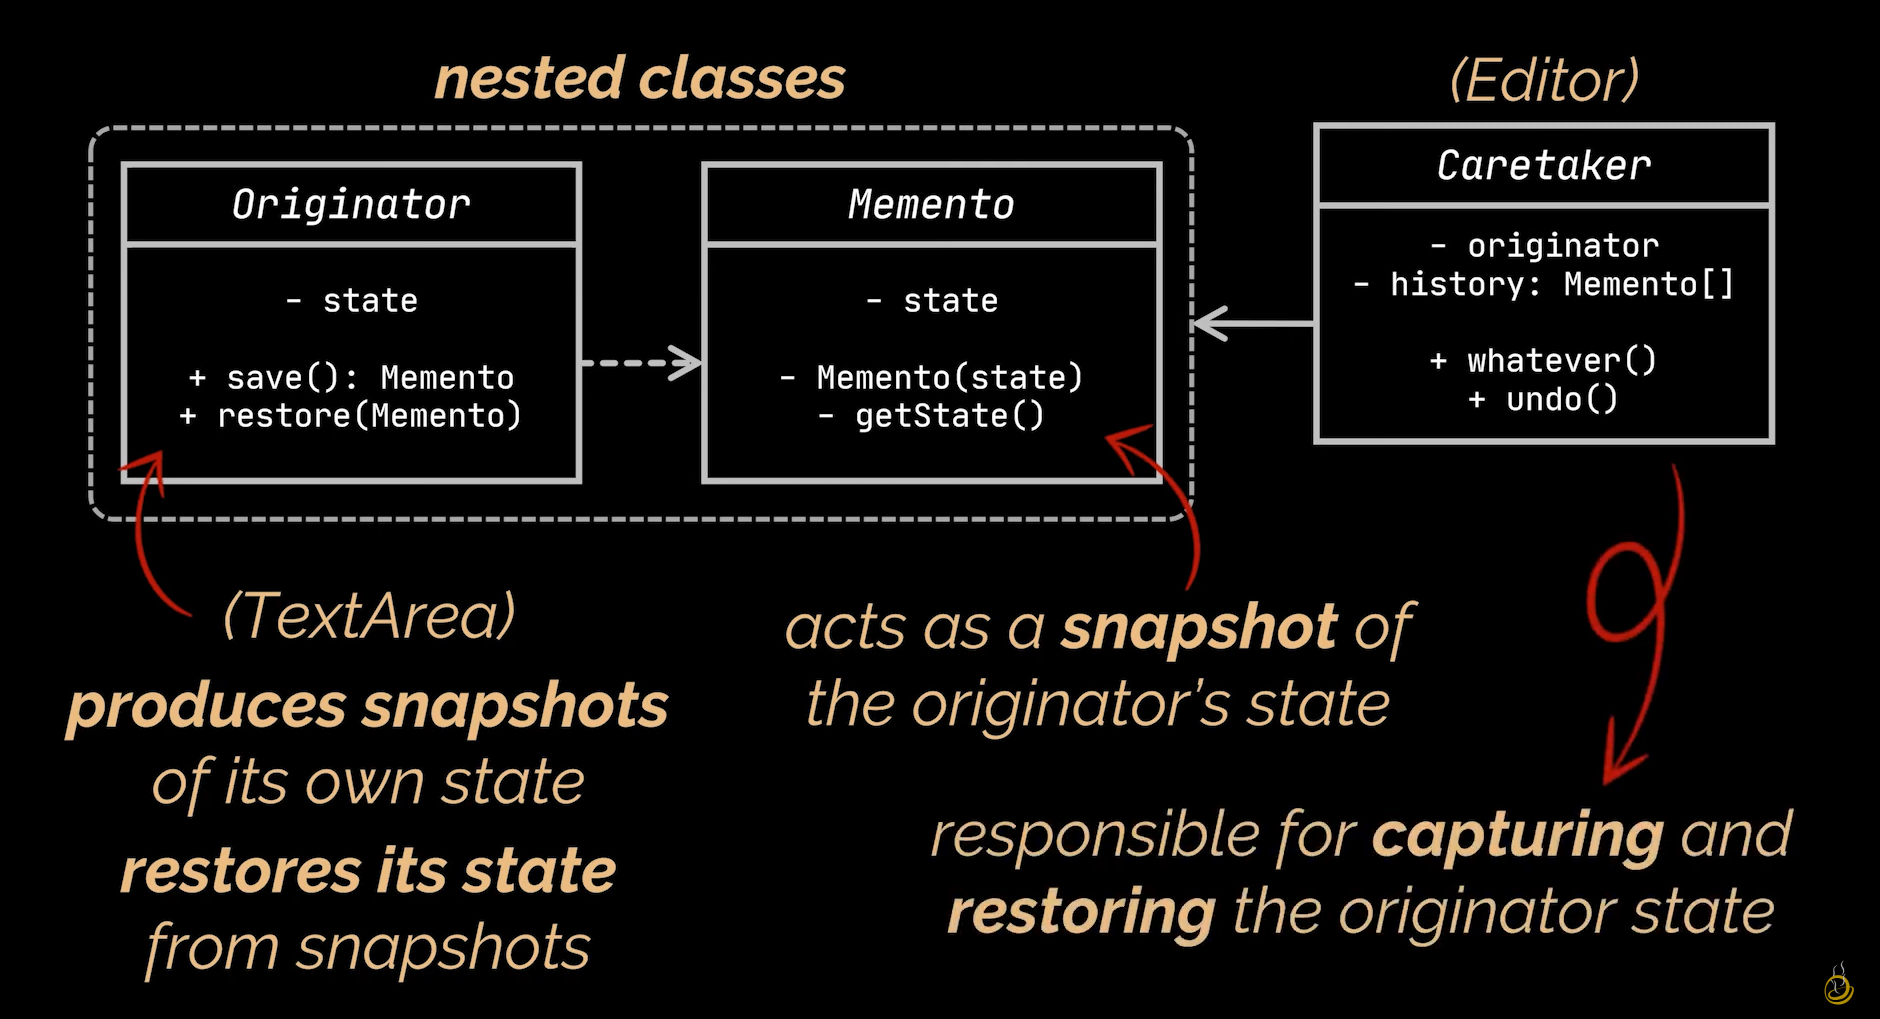 nested classes
(Editor)
Originator
- state
+ save(): Memento
+ restore(Memento)
Memento
- state
- Memento(state)
- getState()
Caretaker
- originator
- history: Memento[]
+ whatever()
+ undo()
(TextArea)
produces snapshots
of its own state
restores its state
from snapshots
acts as a snapshot of
the originator’s state
responsible for capturing and
restoring the originator state